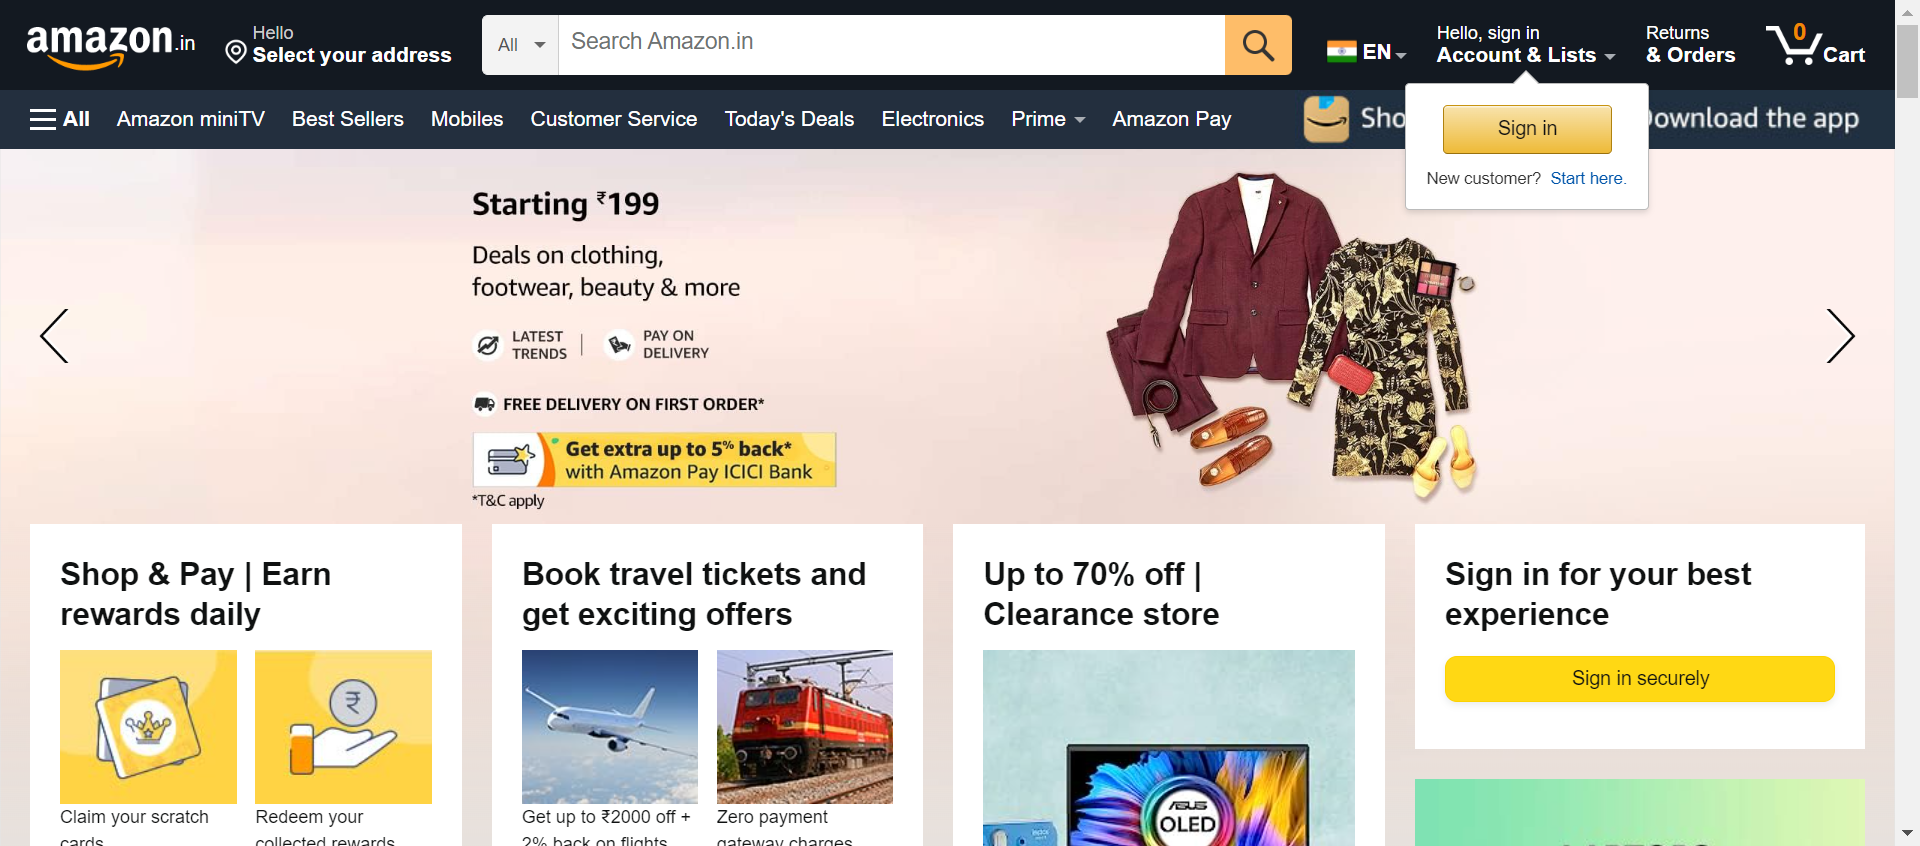 amazon.in
Hello
Select your address
All
Search Amazon.in
EN
Hello, sign in
Account & Lists
Returns
& Orders
0
Cart
All
Amazon miniTV
Best Sellers
Mobiles
Customer Service
Today's Deals
Electronics
Prime
Amazon Pay
Sho
ownload the app
Sign in
New customer? Start here.
Starting ₹199
Deals on clothing,
footwear, beauty & more
LATEST
TRENDS
PAY ON
DELIVERY
FREE DELIVERY ON FIRST ORDER*
Get extra up to 5% back*
with Amazon Pay ICICI Bank
*T&C apply
Shop & Pay | Earn
rewards daily
Claim your scratch
cards
Redeem your
collected rewards
Book travel tickets and
get exciting offers
Get up to ₹2000 off +
2% back on flights
Zero payment
gateway charges
Up to 70% off |
Clearance store
ASUS
OLED
Sign in for your best
experience
Sign in securely